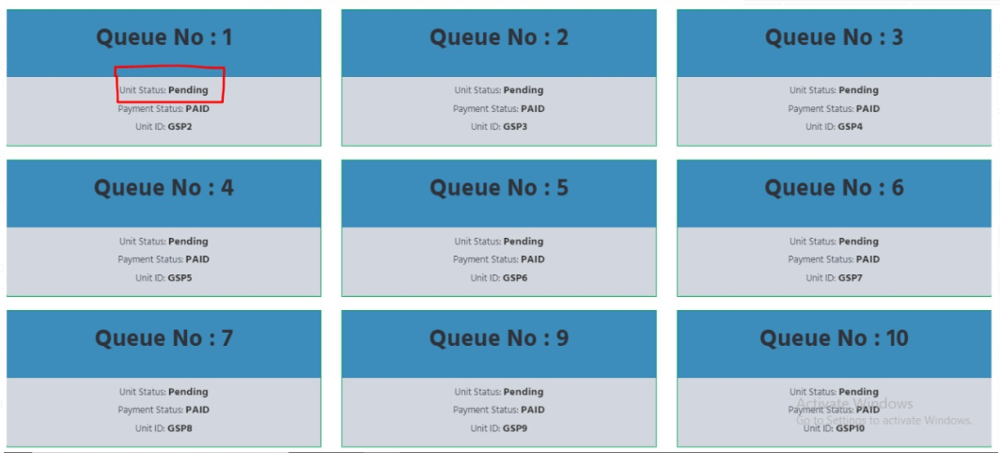 Queue No : 1
Unit Status: Pending
Payment Status: PAID
Unit ID: GSP2
Queue No : 2
Unit Status: Pending
Payment Status: PAID
Unit ID: GSP3
Queue No : 3
Unit Status: Pending
Payment Status: PAID
Unit ID: GSP4
Queue No : 4
Unit Status: Pending
Payment Status: PAID
Unit ID: GSP5
Queue No : 5
Unit Status: Pending
Payment Status: PAID
Unit ID: GSP6
Queue No : 6
Unit Status: Pending
Payment Status: PAID
Unit ID: GSP7
Queue No : 7
Unit Status: Pending
Payment Status: PAID
Unit ID: GSP8
Queue No : 9
Unit Status: Pending
Payment Status: PAID
Unit ID: GSP9
Queue No : 10
Unit Status: Pending
Payment Status: PAID
Unit ID: GSP10
Activate Windows
Go to Settings to activate Windows.